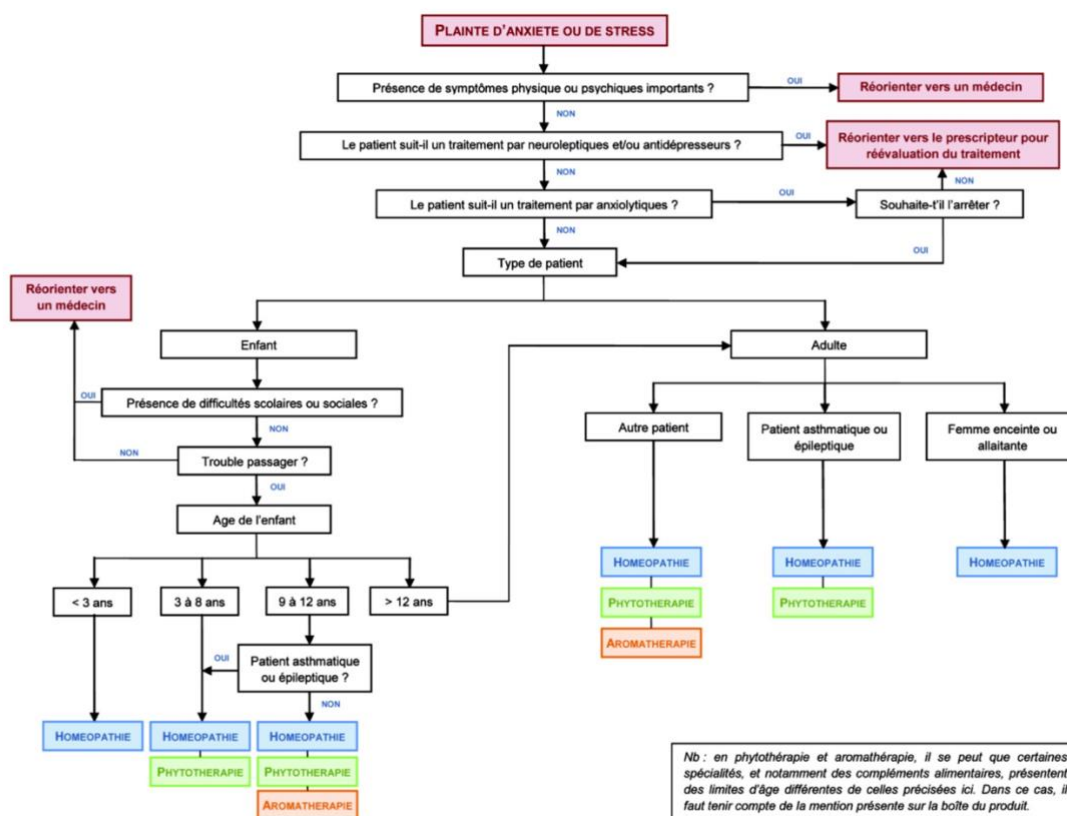 PLAINTE D'ANXIETE OU DE STRESS
Présence de symptômes physique ou psychiques importants ?
OUI
Réorienter vers un médecin
NON
Le patient suit-il un traitement par neuroleptiques et/ou antidépresseurs ?
OUI
Réorienter vers le prescripteur pour
réévaluation du traitement
NON
NON
Le patient suit-il un traitement par anxiolytiques ?
OUI
Souhaite-t'il l'arrêter ?
NON
OUI
Type de patient
Réorienter vers
un médecin
Enfant
Adulte
OUI
Présence de difficultés scolaires ou sociales ?
NON
NON
Trouble passager ?
OUI
Age de l'enfant
Autre patient
Patient asthmatique ou
épileptique
Femme enceinte ou
allaitante
HOMEOPATHIE
HOMEOPATHIE
HOMEOPATHIE
PHYTOTHERAPIE
PHYTOTHERAPIE
AROMATHERAPIE
< 3 ans
3 à 8 ans
9 à 12 ans
> 12 ans
OUI
Patient asthmatique
ou épileptique ?
NON
HOMEOPATHIE
HOMEOPATHIE
HOMEOPATHIE
PHYTOTHERAPIE
PHYTOTHERAPIE
AROMATHERAPIE
Nb : en phytothérapie et aromathérapie, il se peut que certaines
spécialités, et notamment des compléments alimentaires, présentent
des limites d'âge différentes de celles précisées ici. Dans ce cas, il
faut tenir compte de la mention présente sur la boîte du produit.